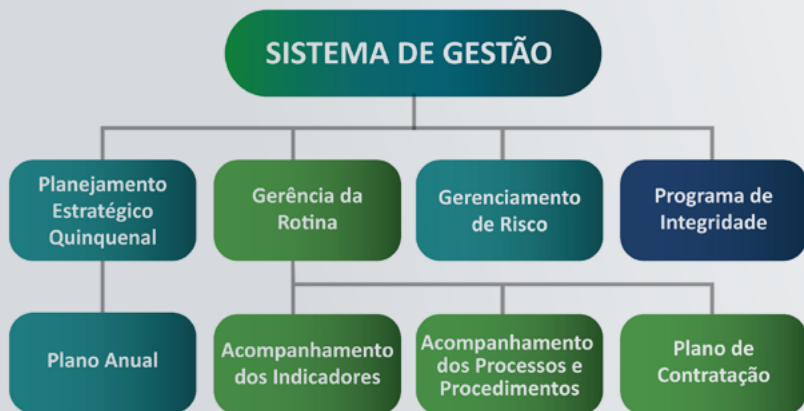 SISTEMA DE GESTÃO
Planejamento
Estratégico
Quinquenal
Gerência da
Rotina
Gerenciamento
de Risco
Programa de
Integridade
Plano Anual
Acompanhamento
dos Indicadores
Acompanhamento
dos Processos e
Procedimentos
Plano de
Contratação